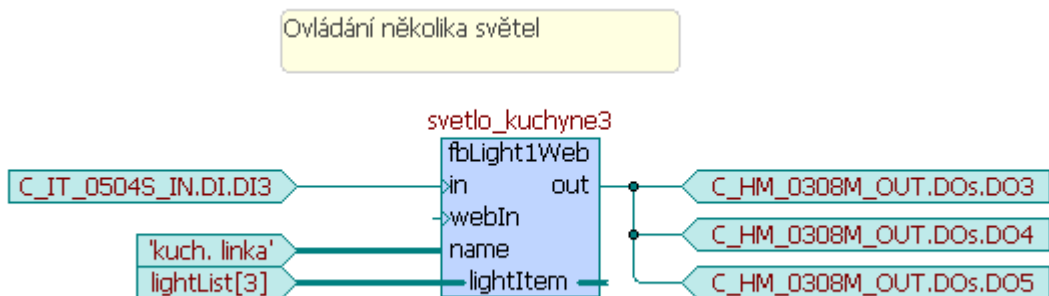 Ovládání několika světel
svetlo_kuchyne3
fbLight1Web
C_IT_0504S_IN.DI.DI3 in out C_HM_0308M_OUT.DOs.DO3
webIn C_HM_0308M_OUT.DOs.DO4
'kuch. linka' name
lightList[3] lightItem C_HM_0308M_OUT.DOs.DO5